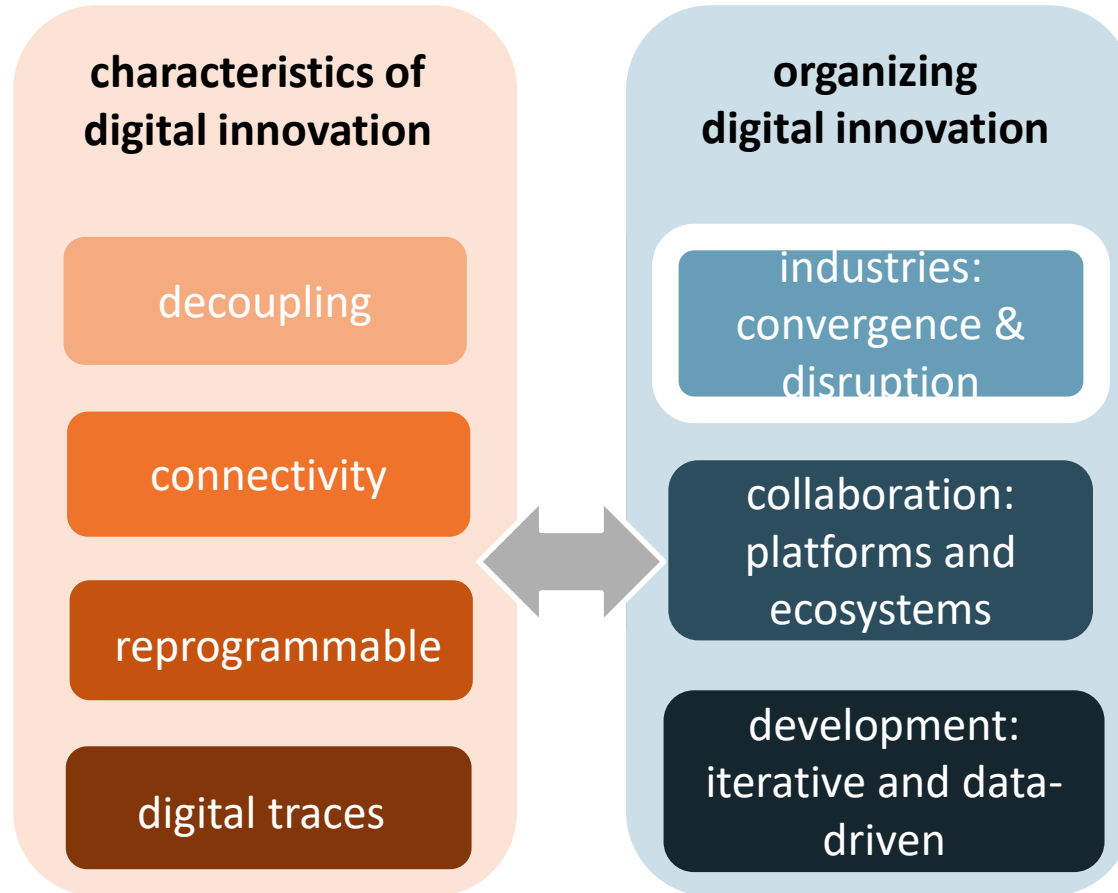 characteristics of
digital innovation
decoupling
connectivity
reprogrammable
digital traces
organizing
digital innovation
industries:
convergence &
disruption
collaboration:
platforms and
ecosystems
development:
iterative and data-
driven